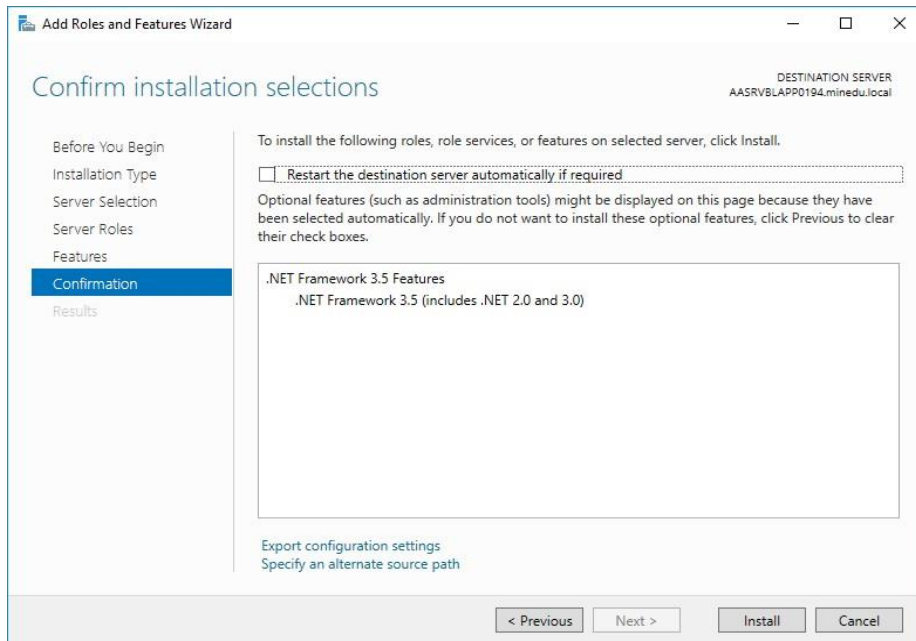 Add Roles and Features Wizard
Confirm installation selections
DESTINATION SERVER
AASRVBLAPP0194.minedu.local
Before You Begin
Installation Type
Server Selection
Server Roles
Features
Confirmation
Results
To install the following roles, role services, or features on selected server, click Install.
Restart the destination server automatically if required
Optional features (such as administration tools) might be displayed on this page because they have
been selected automatically. If you do not want to install these optional features, click Previous to clear
their check boxes.
.NET Framework 3.5 Features
.NET Framework 3.5 (includes .NET 2.0 and 3.0)
Export configuration settings
Specify an alternate source path
< Previous
Next >
Install
Cancel